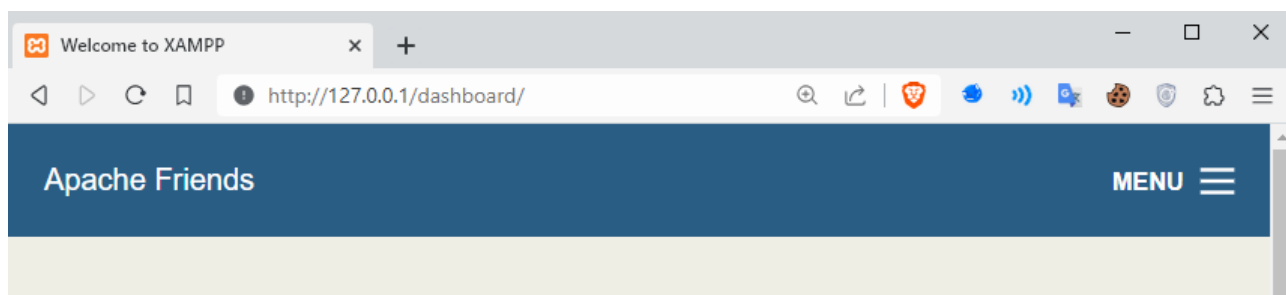 Welcome to XAMPP
http://127.0.0.1/dashboard/
Apache Friends
MENU